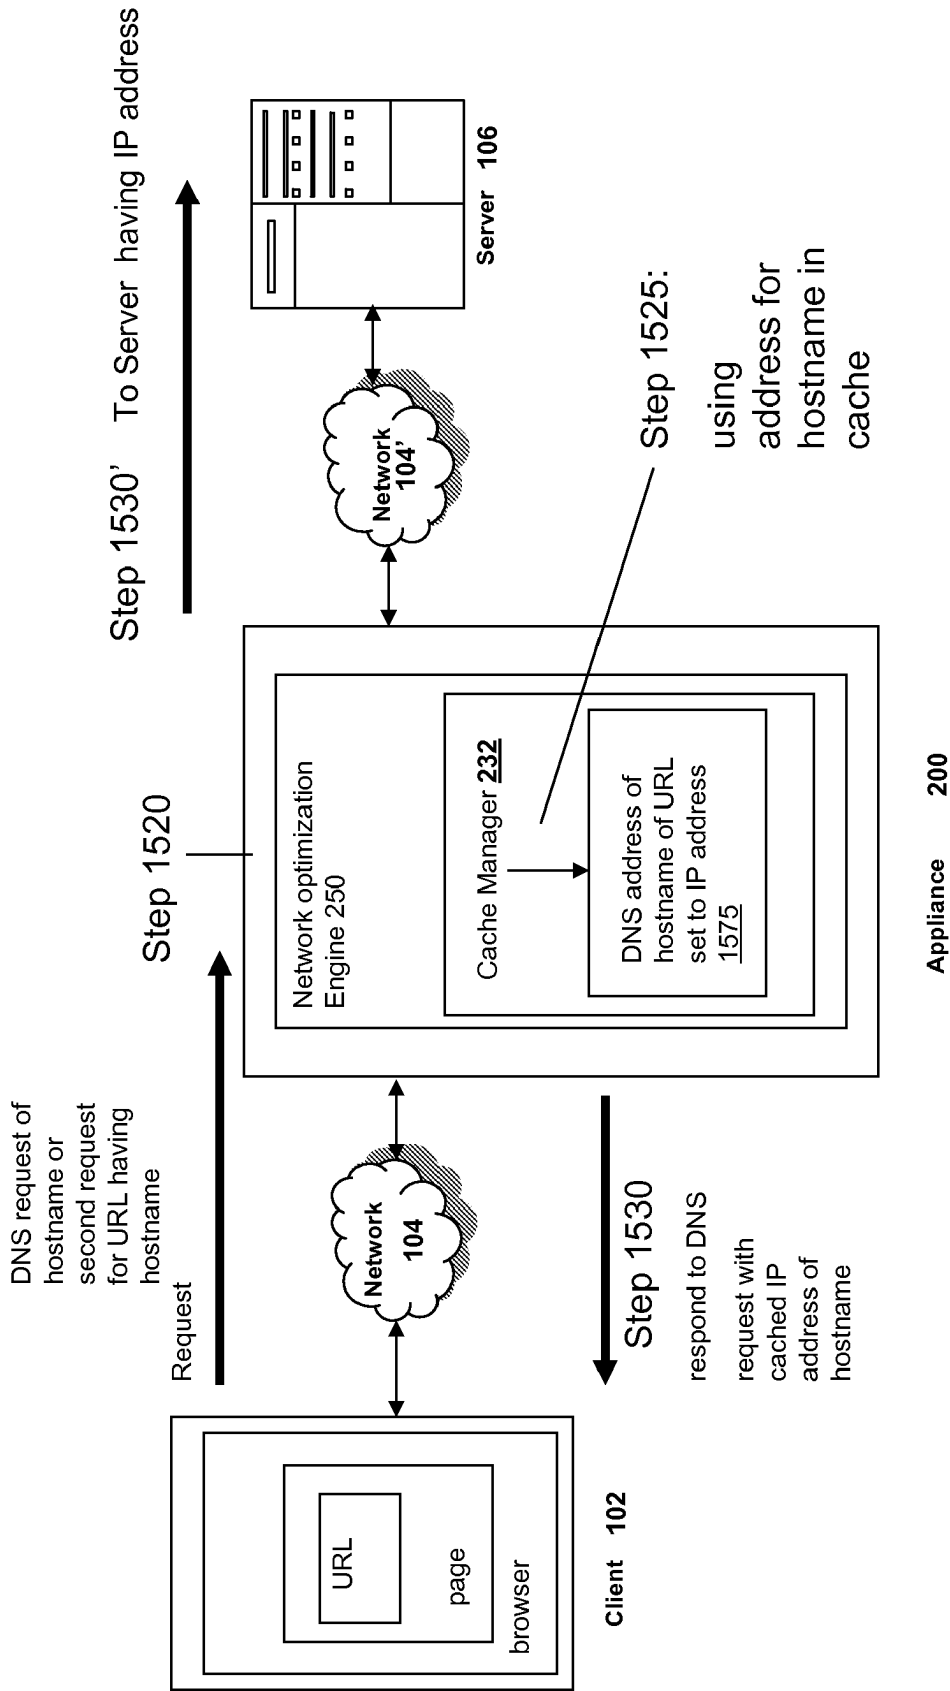 DNS request of
hostname or
second request
for URL having
hostname
Request
Step 1520
Step 1530’
To Server having IP address
URL
page
browser
Client 102
Network
104
Network optimization
Engine 250
Cache Manager 232
DNS address of
hostname of URL
set to IP address
1575
Appliance 200
Network
104’
Server 106
Step 1525:
using
address for
hostname in
cache
Step 1530
respond to DNS
request with
cached IP
address of
hostname